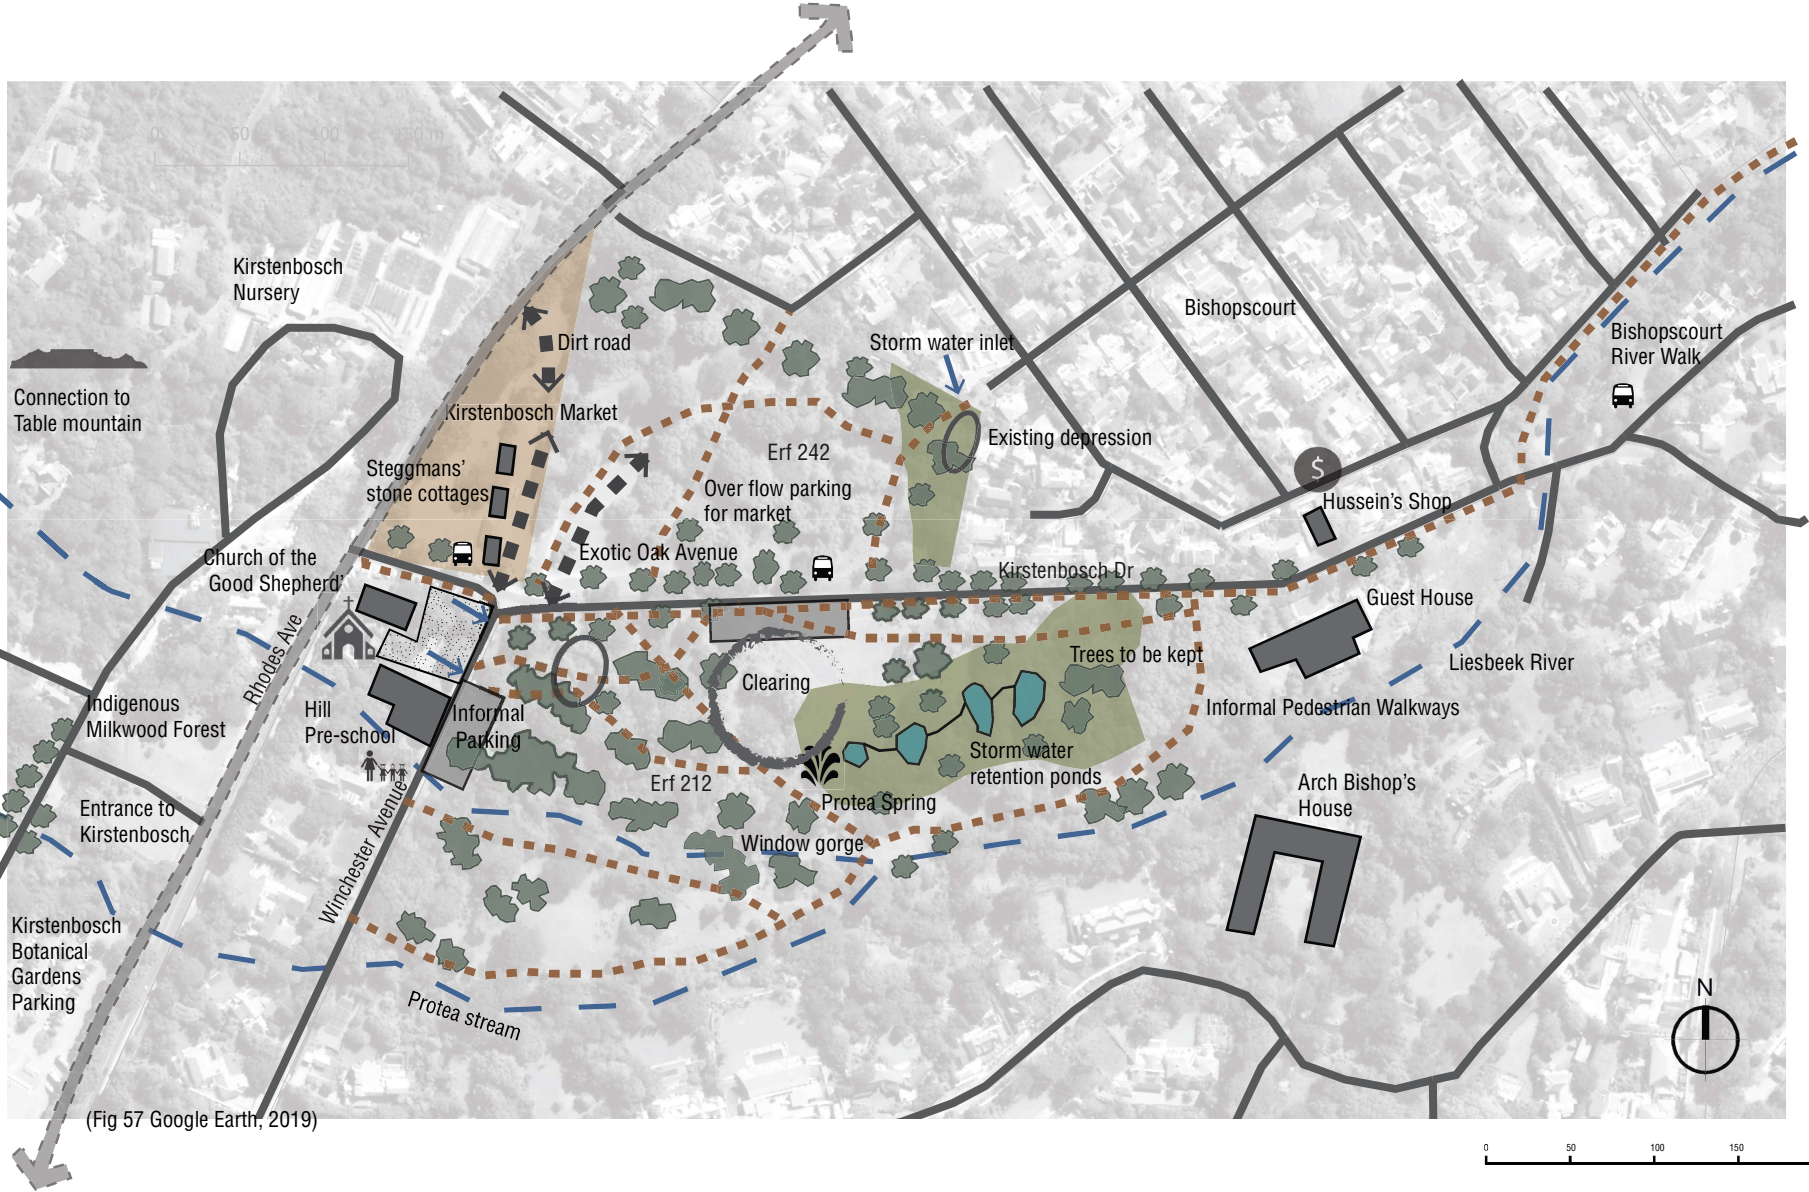 0 50 100 150 m
Kirstenbosch
Nursery
Connection to
Table mountain
Dirt road
Kirstenbosch Market
Steggmans'
stone cottages
Storm water inlet
Existing depression
Erf 242
Over flow parking
for market
Bishopscourt
Bishopscourt
River Walk
$
Hussein's Shop
Church of the
Good Shepherd'
Exotic Oak Avenue
Kirstenbosch Dr
Guest House
Liesbeek River
Rhodes Ave
Indigenous
Milkwood Forest
Hill
Pre-school
Informal
Parking
Clearing
Trees to be kept
Informal Pedestrian Walkways
Storm water
retention ponds
Erf 212
Protea Spring
Window gorge
Arch Bishop's
House
Entrance to
Kirstenbosch
Winchester Avenue
Kirstenbosch
Botanical
Gardens
Parking
Protea stream
N
(Fig 57 Google Earth, 2019)
0 50 100 150